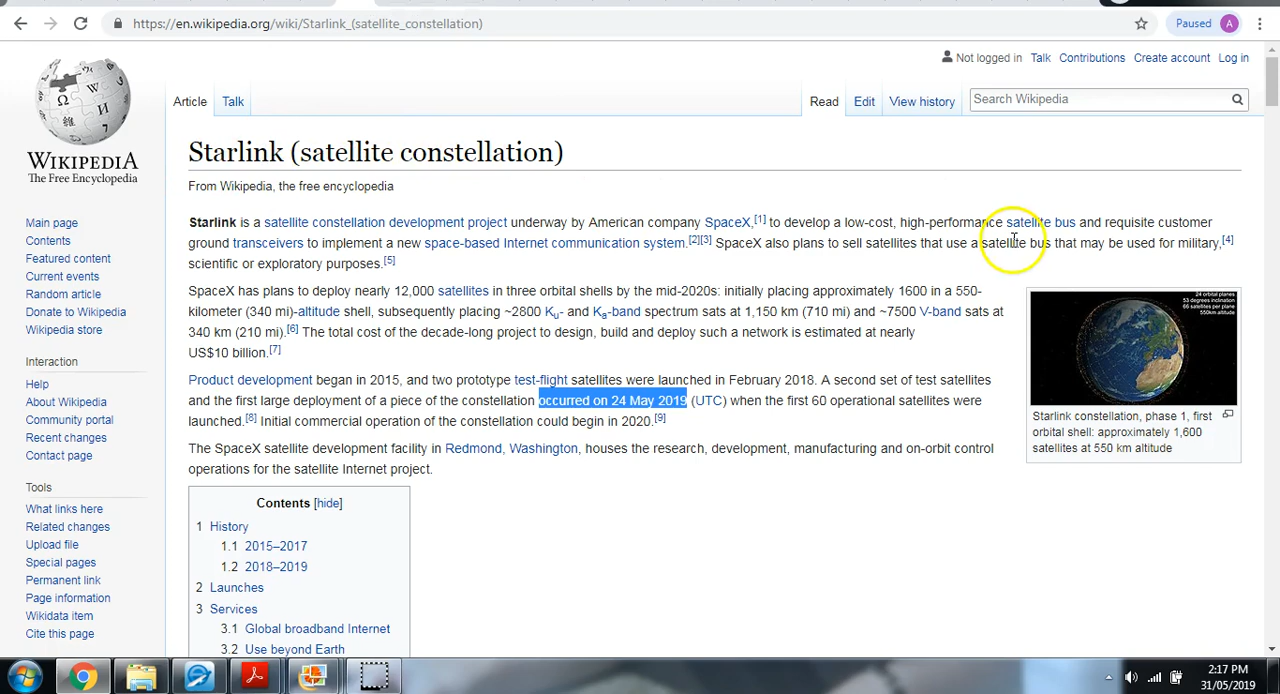 https://en.wikipedia.org/wiki/Starlink_(satellite_constellation)
Paused A
Not logged in Talk Contributions Create account Log in
Article Talk
Read Edit View history
Search Wikipedia
WIKIPEDIA
The Free Encyclopedia
Main page
Contents
Featured content
Current events
Random article
Donate to Wikipedia
Wikipedia store
Interaction
Help
About Wikipedia
Community portal
Recent changes
Contact page
Tools
What links here
Related changes
Upload file
Special pages
Permanent link
Page information
Wikidata item
Cite this page
Starlink (satellite constellation)
From Wikipedia, the free encyclopedia
Starlink is a satellite constellation development project underway by American company SpaceX,[1] to develop a low-cost, high-performance satellite bus and requisite customer
ground transceivers to implement a new space-based Internet communication system.[2][3] SpaceX also plans to sell satellites that use a satellite bus that may be used for military,[4]
scientific or exploratory purposes.[5]
SpaceX has plans to deploy nearly 12,000 satellites in three orbital shells by the mid-2020s: initially placing approximately 1600 in a 550-
kilometer (340 mi)-altitude shell, subsequently placing ~2800 Ku- and Ka-band spectrum sats at 1,150 km (710 mi) and ~7500 V-band sats at
340 km (210 mi).[6] The total cost of the decade-long project to design, build and deploy such a network is estimated at nearly
US$10 billion.[7]
Product development began in 2015, and two prototype test-flight satellites were launched in February 2018. A second set of test satellites
and the first large deployment of a piece of the constellation occurred on 24 May 2019 (UTC) when the first 60 operational satellites were
launched.[8] Initial commercial operation of the constellation could begin in 2020.[9]
The SpaceX satellite development facility in Redmond, Washington, houses the research, development, manufacturing and on-orbit control
operations for the satellite Internet project.
24 orbital planes
53 degrees inclination
66 satellites per plane
550km altitude
Starlink constellation, phase 1, first
orbital shell: approximately 1,600
satellites at 550 km altitude
Contents [hide]
1 History
1.1 2015–2017
1.2 2018–2019
2 Launches
3 Services
3.1 Global broadband Internet
3.2 Use beyond Earth
2:17 PM
31/05/2019